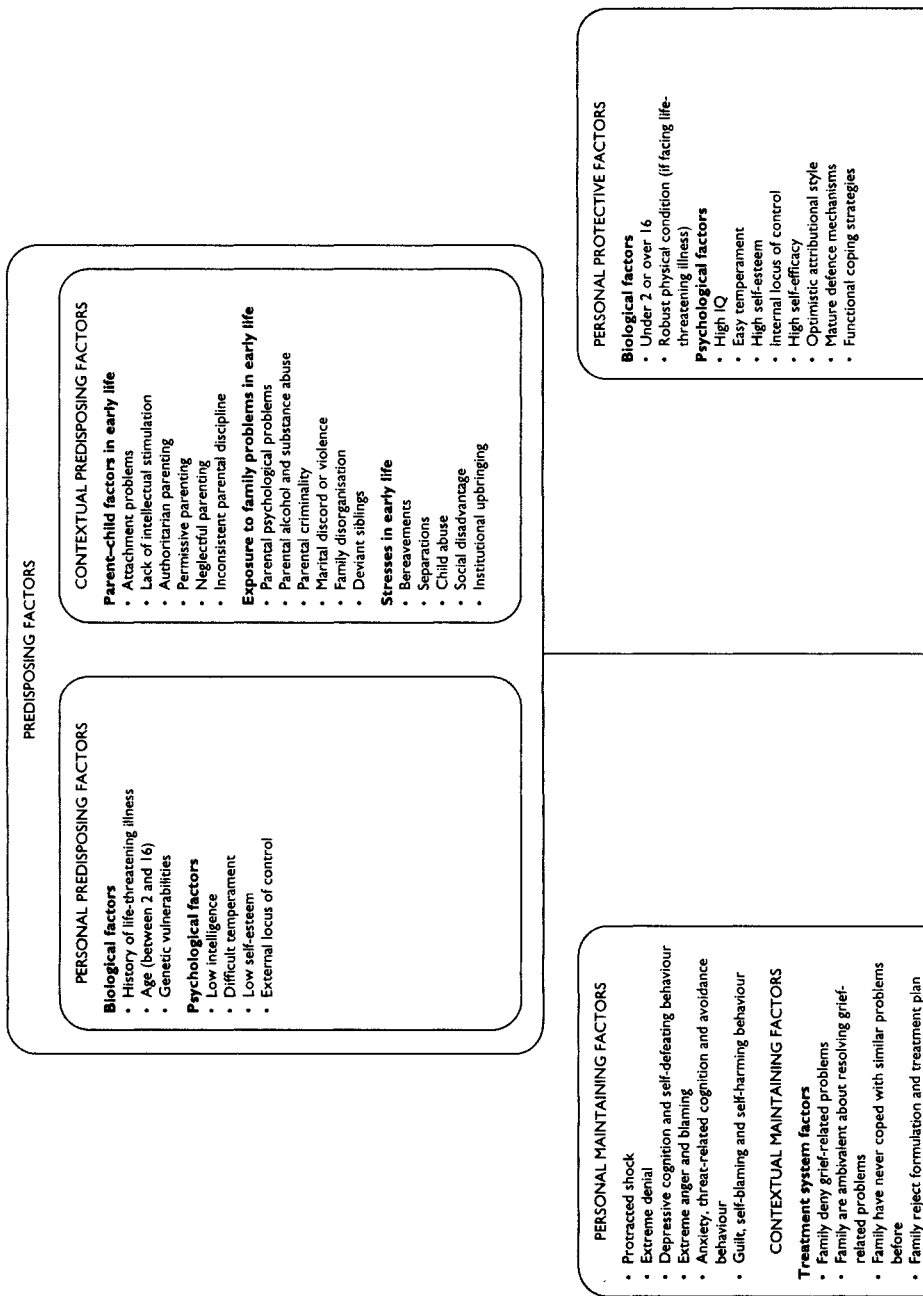 PREDISPOSING FACTORS
PERSONAL PREDISPOSING FACTORS
Biological factors
• History of life-threatening illness
• Age (between 2 and 16)
• Genetic vulnerabilities
Psychological factors
• Low intelligence
• Difficult temperament
• Low self-esteem
• External locus of control
CONTEXTUAL PREDISPOSING FACTORS
Parent–child factors in early life
• Attachment problems
• Lack of intellectual stimulation
• Authoritarian parenting
• Permissive parenting
• Neglectful parenting
• Inconsistent parental discipline
Exposure to family problems in early life
• Parental psychological problems
• Parental alcohol and substance abuse
• Parental criminality
• Marital discord or violence
• Family disorganisation
• Deviant siblings
Stresses in early life
• Bereavements
• Separations
• Child abuse
• Social disadvantage
• Institutional upbringing
PERSONAL MAINTAINING FACTORS
• Protracted shock
• Extreme denial
• Depressive cognition and self-defeating behaviour
• Extreme anger and blaming
• Anxiety, threat-related cognition and avoidance
behaviour
• Guilt, self-blaming and self-harming behaviour
CONTEXTUAL MAINTAINING FACTORS
Treatment system factors
• Family deny grief-related problems
• Family are ambivalent about resolving grief-
related problems
• Family have never coped with similar problems
before
• Family reject formulation and treatment plan
PERSONAL PROTECTIVE FACTORS
Biological factors
• Under 2 or over 16
• Robust physical condition (if facing life-
threatening illness)
Psychological factors
• High IQ
• Easy temperament
• High self-esteem
• Internal locus of control
• High self-efficacy
• Optimistic attributional style
• Mature defence mechanisms
• Functional coping strategies